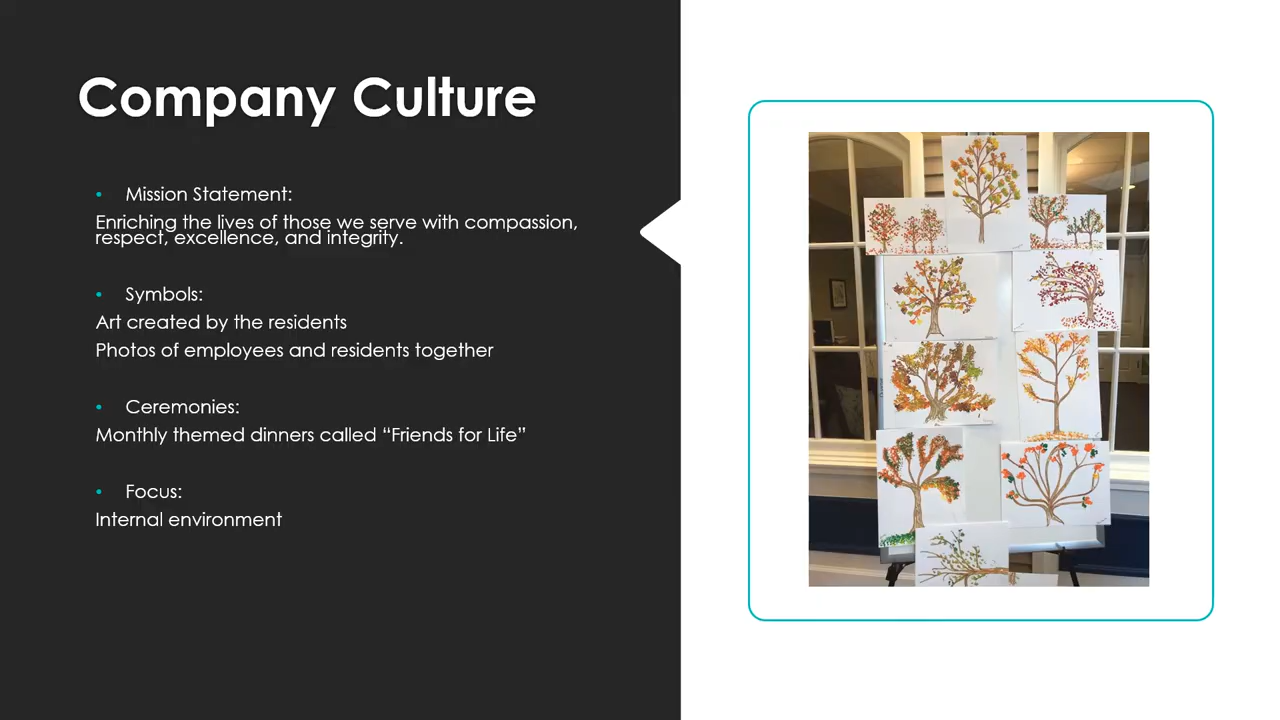 Company Culture
• Mission Statement:
Enriching the lives of those we serve with compassion,
respect, excellence, and integrity.
• Symbols:
Art created by the residents
Photos of employees and residents together
• Ceremonies:
Monthly themed dinners called “Friends for Life”
• Focus:
Internal environment